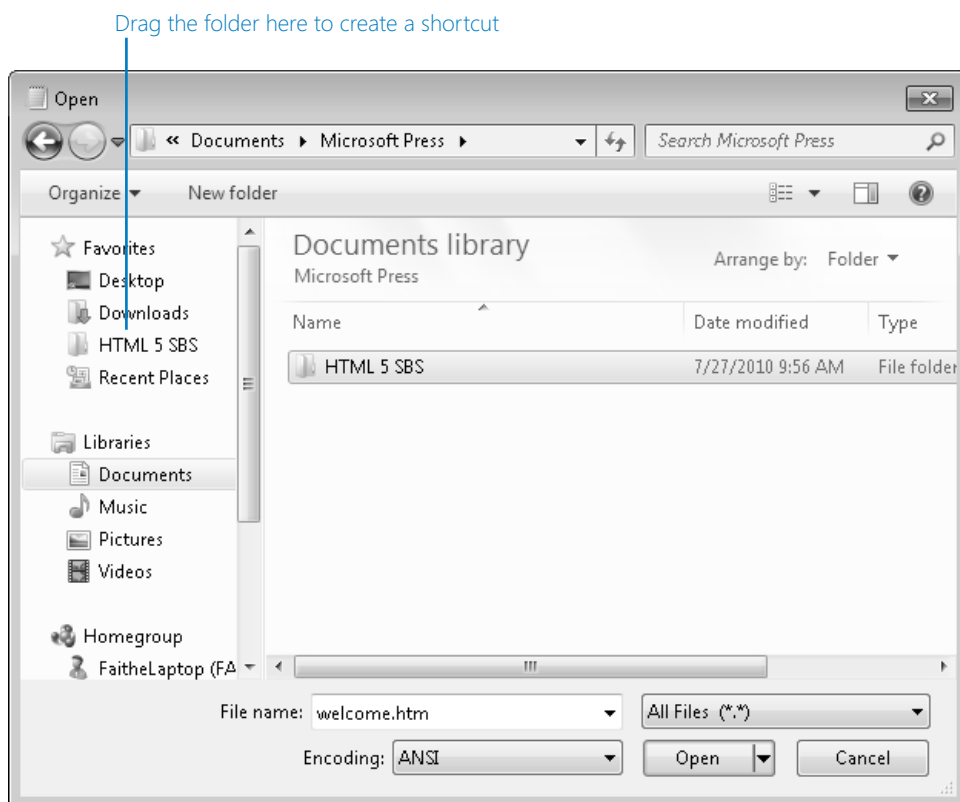 Drag the folder here to create a shortcut
Open
« Documents Microsoft Press
Search Microsoft Press
Organize New folder
Favorites
Desktop
Downloads
HTML 5 SBS
Recent Places
Libraries
Documents
Music
Pictures
Videos
Homegroup
FaitheLaptop (FA
Documents library
Microsoft Press
Arrange by: Folder
Name Date modified Type
HTML 5 SBS 7/27/2010 9:56 AM File folder
File name: welcome.htm All Files (*.*)
Encoding: ANSI Open Cancel